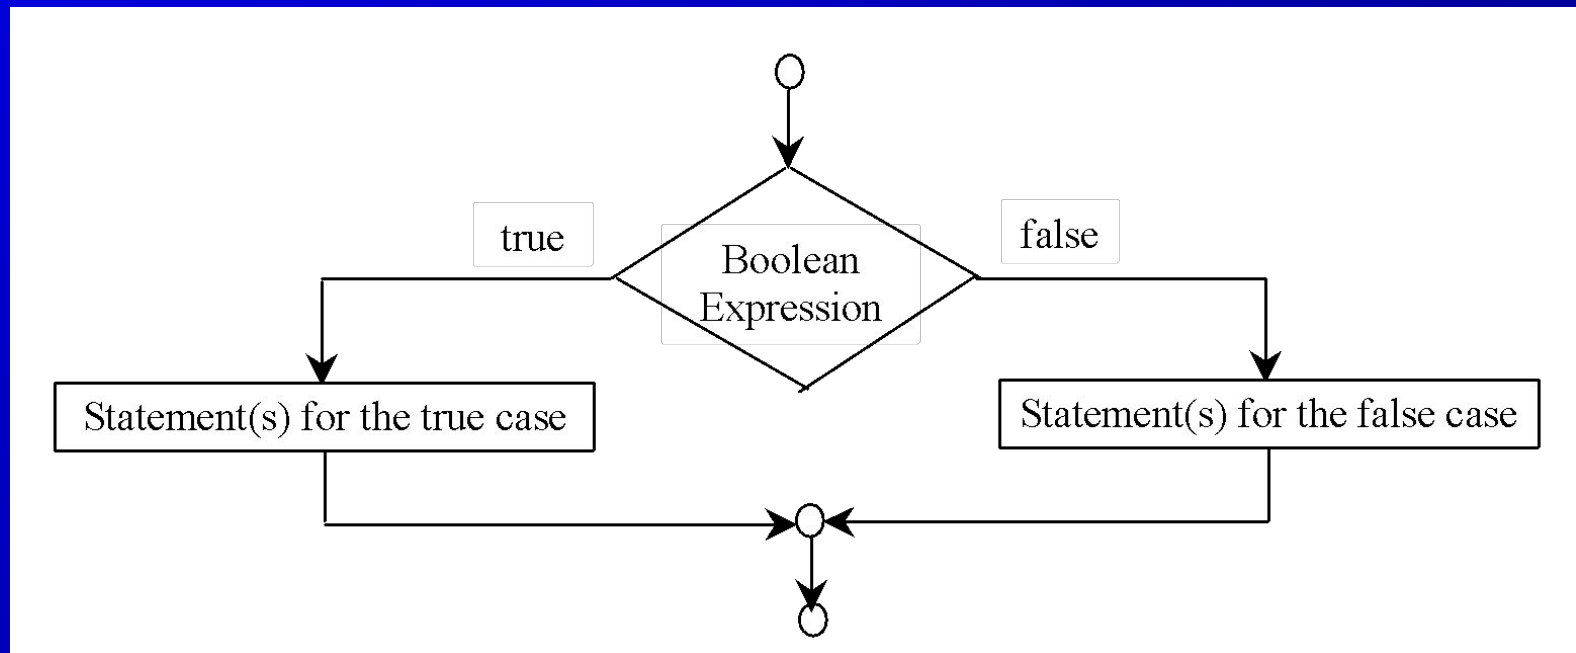 true
false
Boolean
Expression
Statement(s) for the true case
Statement(s) for the false case